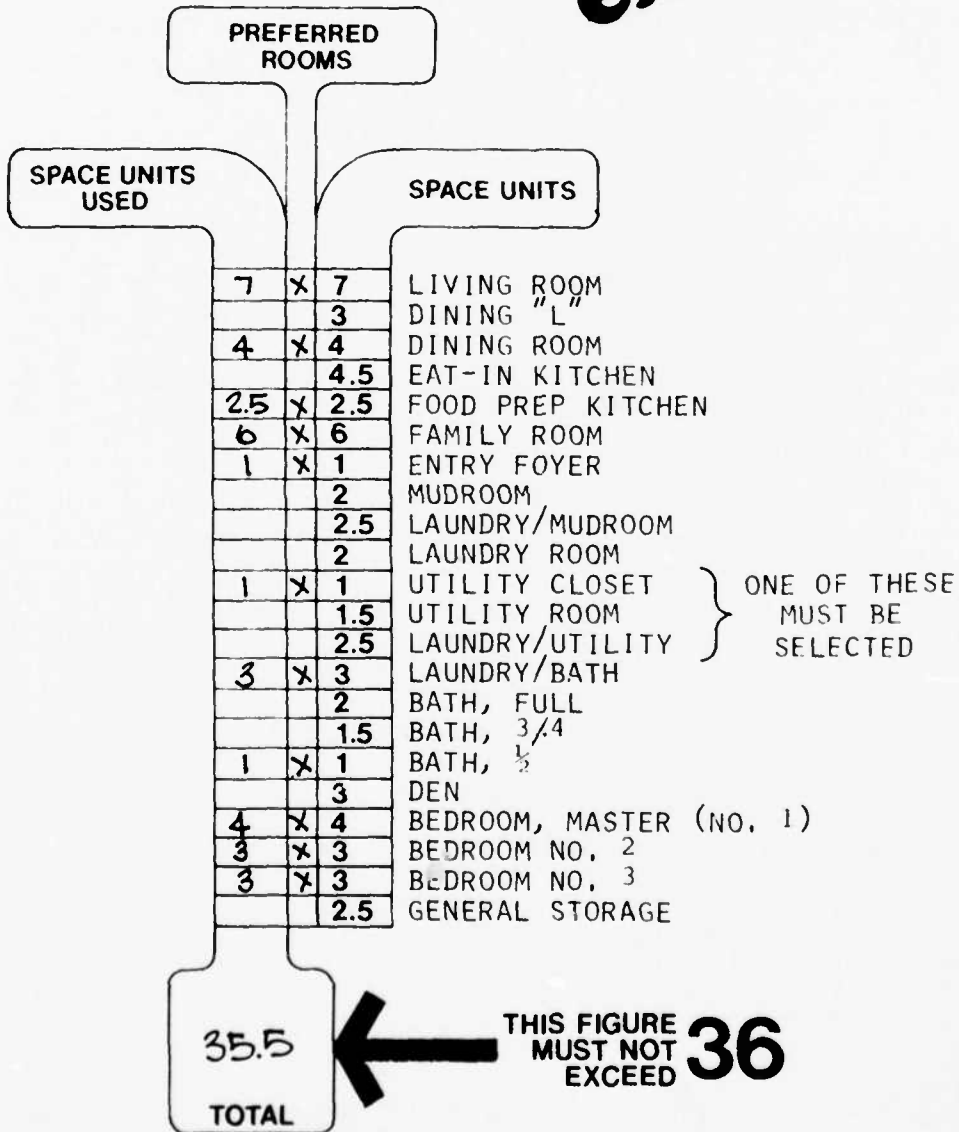 PREFERRED
ROOMS
SPACE UNITS
USED
SPACE UNITS
7 X 7 LIVING ROOM
3 DINING "L"
4 X 4 DINING ROOM
4.5 EAT-IN KITCHEN
2.5 X 2.5 FOOD PREP KITCHEN
6 X 6 FAMILY ROOM
1 X 1 ENTRY FOYER
2 MUDROOM
2.5 LAUNDRY/MUDROOM
2 LAUNDRY ROOM
1 X 1 UTILITY CLOSET
1.5 UTILITY ROOM
2.5 LAUNDRY/UTILITY
ONE OF THESE
MUST BE
SELECTED
3 X 3 LAUNDRY/BATH
2 BATH, FULL
1.5 BATH, 3/4
1 X 1 BATH, ½
3 DEN
4 X 4 BEDROOM, MASTER (NO. 1)
3 X 3 BEDROOM NO. 2
3 X 3 BEDROOM NO. 3
2.5 GENERAL STORAGE
35.5
TOTAL
THIS FIGURE
MUST NOT
EXCEED 36